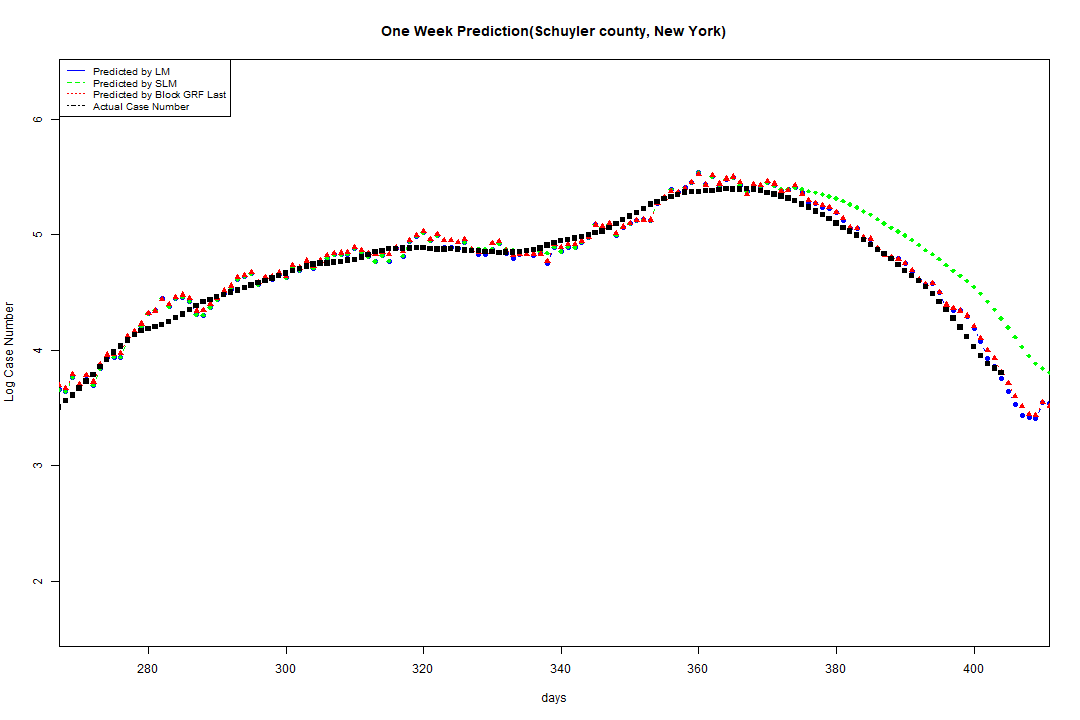 One Week Prediction(Schuyler county, New York)
Predicted by LM
Predicted by SLM
Predicted by Block GRF Last
Actual Case Number
6
5
4
3
2
Log Case Number
280 300 320 340 360 380 400
days